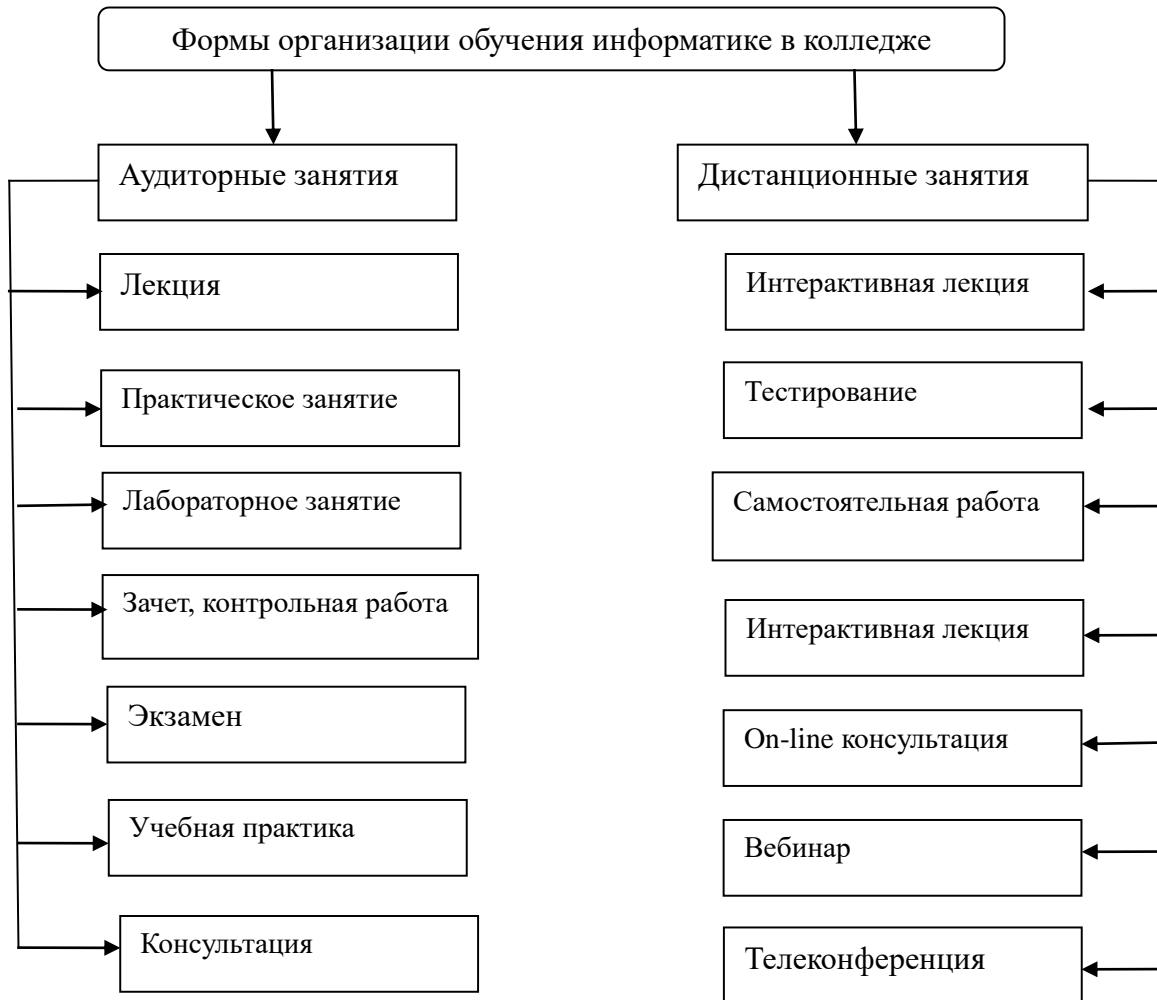 Формы организации обучения информатике в колледже
Аудиторные занятия
Лекция
Практическое занятие
Лабораторное занятие
Зачет, контрольная работа
Экзамен
Учебная практика
Консультация
Дистанционные занятия
Интерактивная лекция
Тестирование
Самостоятельная работа
Интерактивная лекция
On-line консультация
Вебинар
Телеконференция